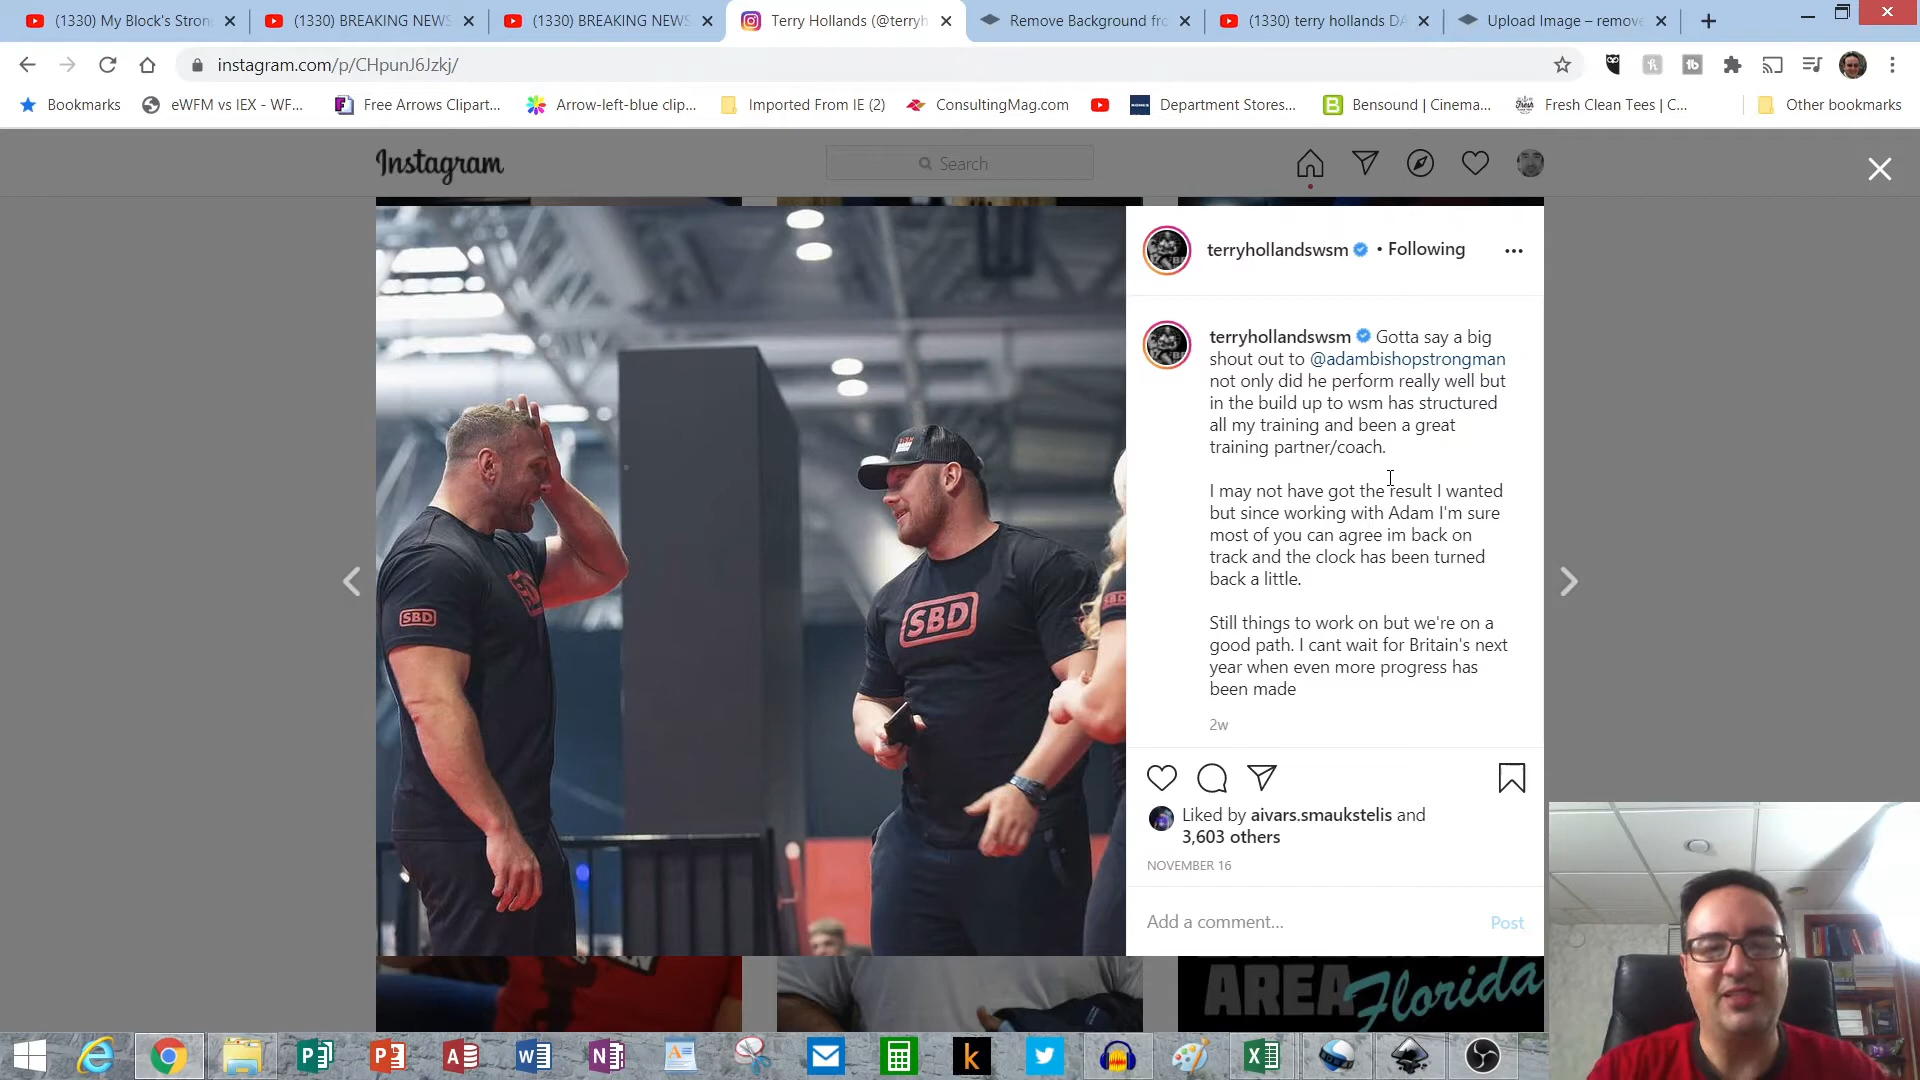 (1330) My Block's Stron
(1330) BREAKING NEWS
(1330) BREAKING NEWS
Terry Hollands (@terryh
Remove Background fro
(1330) terry hollands DA
Upload Image – remove
instagram.com/p/CHpunJ6Jzkj/
Bookmarks
eWFM vs IEX - WF...
Free Arrows Clipart...
Arrow-left-blue clip...
Imported From IE (2)
ConsultingMag.com
Department Stores...
Bensound | Cinema...
Fresh Clean Tees | C...
Other bookmarks
Instagram
Search
terryhollandswsm • Following
terryhollandswsm Gotta say a big
shout out to @adambishopstrongman
not only did he perform really well but
in the build up to wsm has structured
all my training and been a great
training partner/coach.
I may not have got the result I wanted
but since working with Adam I'm sure
most of you can agree im back on
track and the clock has been turned
back a little.
Still things to work on but we're on a
good path. I cant wait for Britain's next
year when even more progress has
been made
2w
Liked by aivars.smaukstelis and
3,603 others
NOVEMBER 16
Add a comment...
Post
SBD
SBD
AREA Florida